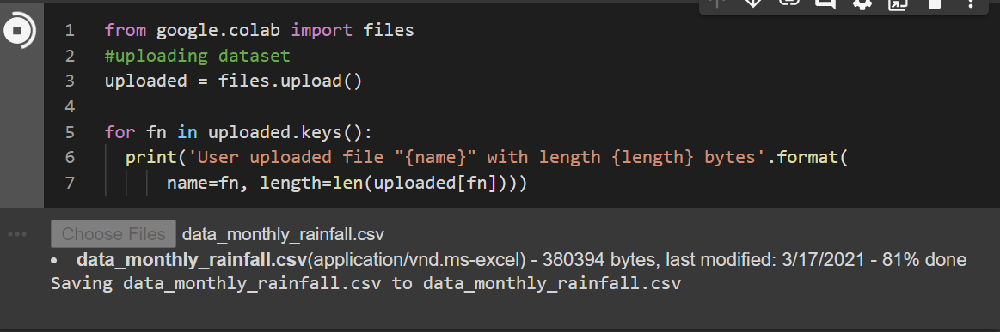 1 from google.colab import files
2 #uploading dataset
3 uploaded = files.upload()
4
5 for fn in uploaded.keys():
6 print('User uploaded file "{name}" with length {length} bytes'.format(
7 name=fn, length=len(uploaded[fn])))
Choose Files data_monthly_rainfall.csv
• data_monthly_rainfall.csv(application/vnd.ms-excel) - 380394 bytes, last modified: 3/17/2021 - 81% done
Saving data_monthly_rainfall.csv to data_monthly_rainfall.csv